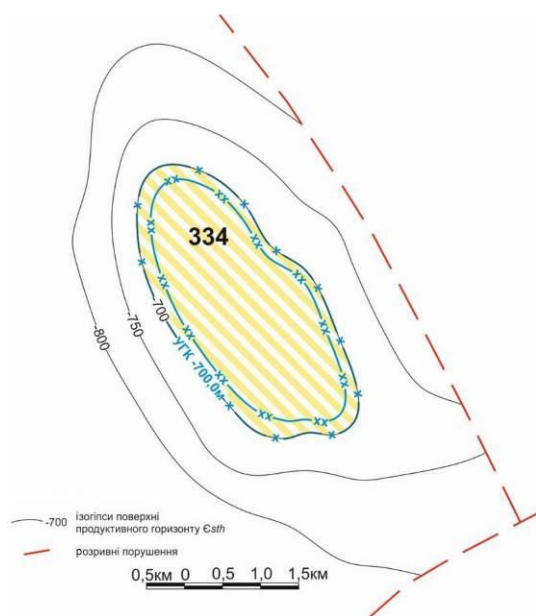 334
-700
УГК -700,0м
-750
-800
-700
ізогіпси поверхні
продуктивного горизонту Єsth
розривні порушення
0,5км 0 0,5 1,0 1,5км